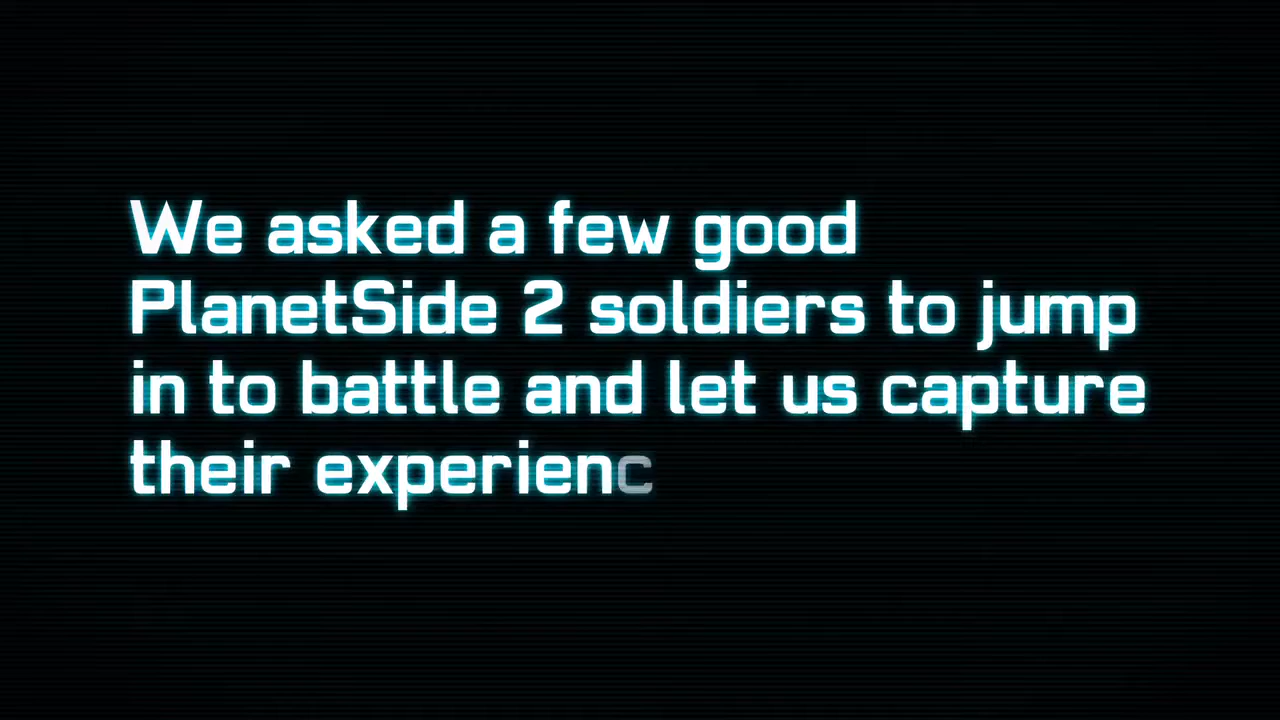 We asked a few good
PlanetSide 2 soldiers to jump
in to battle and let us capture
their experienc